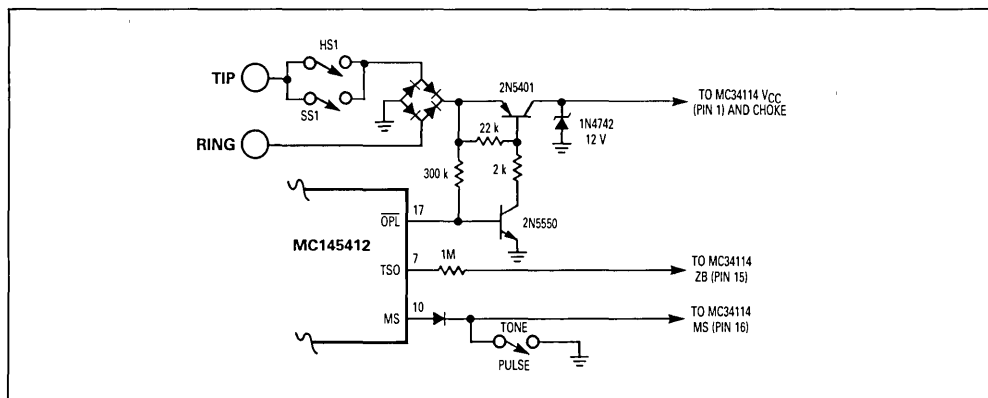 HS1
TIP
SS1
RING
2N5401
TO MC34114 VCC
(PIN 1) AND CHOKE
1N4742
12 V
22 k
300 k
2 k
2N5550
OPL
17
MC145412
TSO
7
1M
TO MC34114
ZB (PIN 15)
MS
10
TO MC34114
MS (PIN 16)
TONE
PULSE